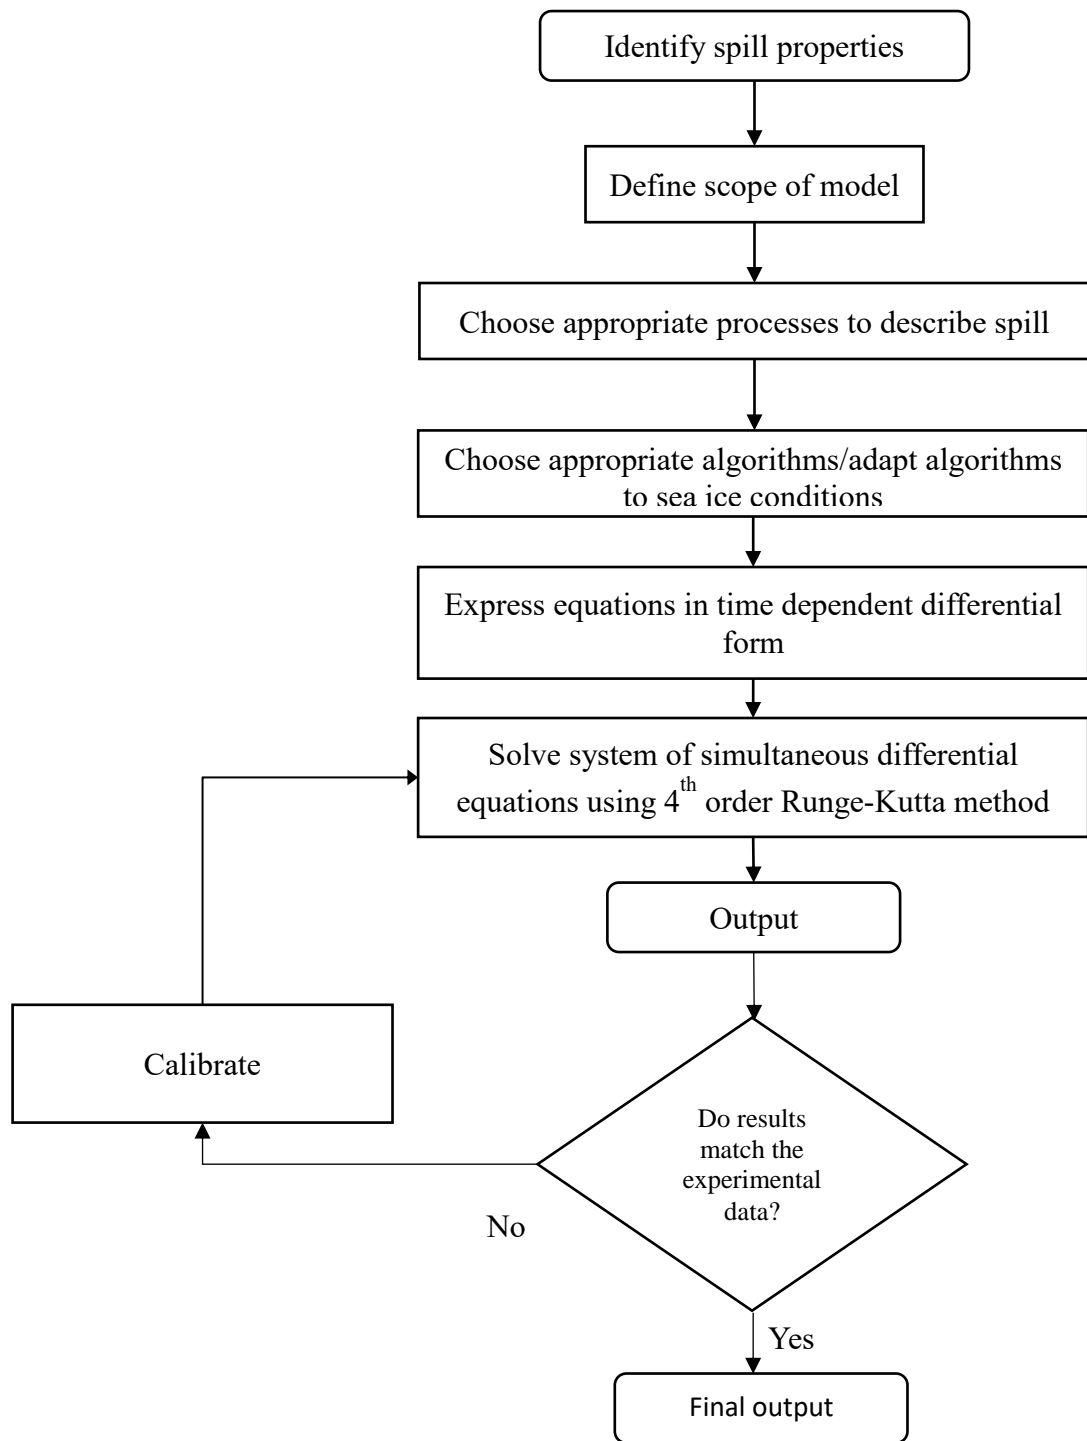 Identify spill properties
Define scope of model
Choose appropriate processes to describe spill
Choose appropriate algorithms/adapt algorithms
to sea ice conditions
Express equations in time dependent differential
form
Solve system of simultaneous differential
equations using 4th order Runge-Kutta method
Output
Calibrate
Do results
match the
experimental
data?
No
Yes
Final output